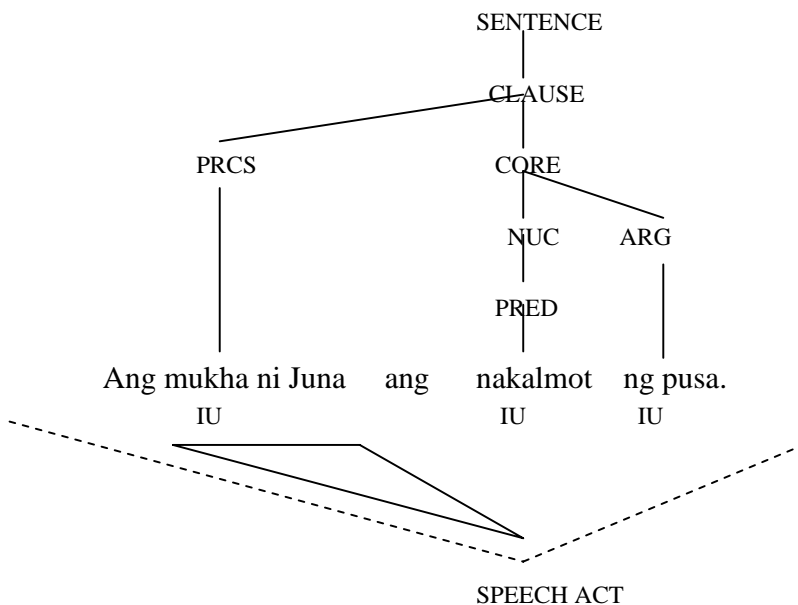 SENTENCE
CLAUSE
PRCS CORE
NUC ARG
PRED
Ang mukha ni Juna ang nakalmot ng pusa.
IU IU IU
SPEECH ACT